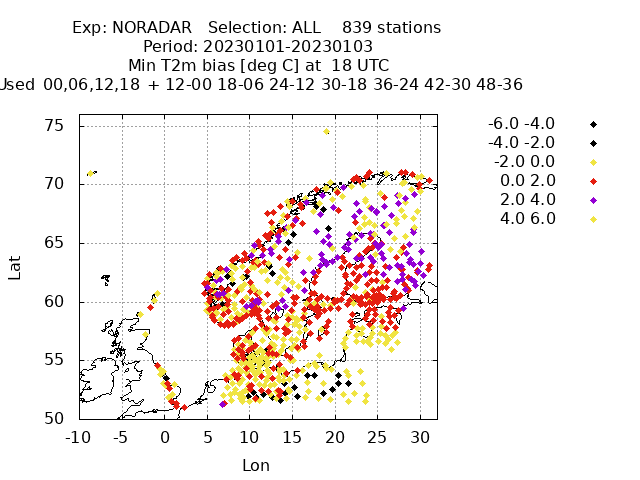 Exp: NORADAR Selection: ALL 839 stations
Period: 20230101-20230103
Min T2m bias [deg C] at 18 UTC
00,06,12,18 + 12-00 18-06 24-12 30-18 36-24 42-30 48-36
-6.0 -4.0
-4.0 -2.0
-2.0 0.0
0.0 2.0
2.0 4.0
4.0 6.0
75
70
65
60
55
50
Lat
-10 -5 0 5 10 15 20 25 30
Lon